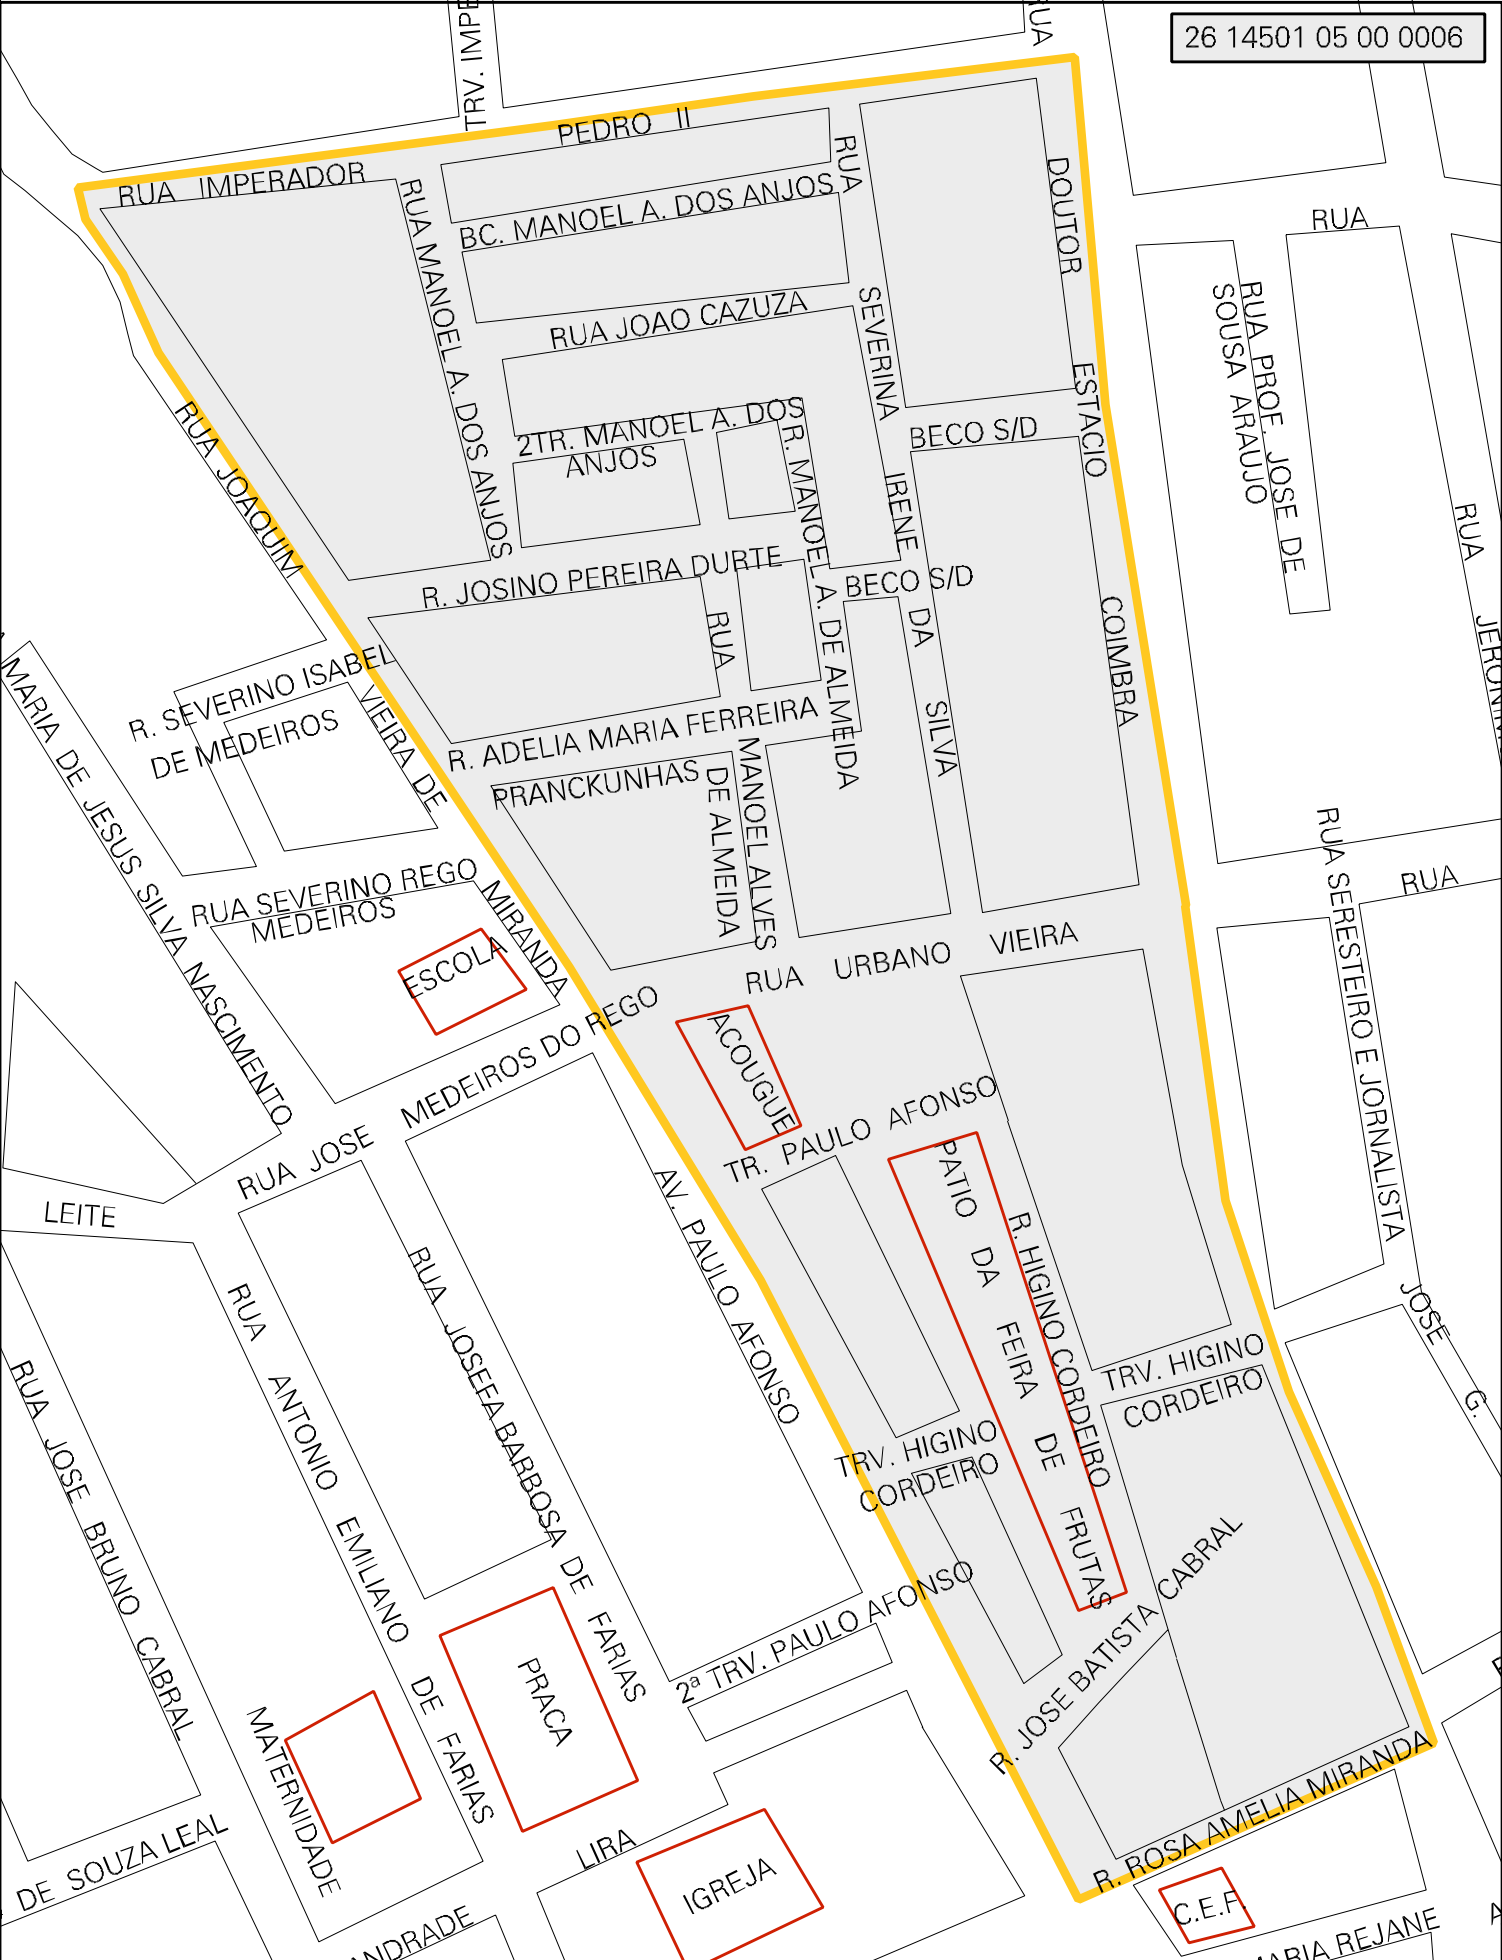 26 14501 05 00 0006
TRV. IMPE
RUA
RUA IMPERADOR
PEDRO II
RUA
SEVERINA
IRENE
DA
SILVA
DOUTOR
ESTACIO
COIMBRA
BC. MANOEL A. DOS ANJOS
RUA MANOEL A. DOS ANJOS
RUA JOAO CAZUZA
2TR. MANOEL A. DOS
ANJOS
R. MANOEL A. DE ALMEIDA
BECO S/D
BECO S/D
RUA
RUA PROF. JOSE DE
SOUSA ARAUJO
RUA
JERONIM
RUA JOAQUIM
VIEIRA DE
MIRANDA
R. JOSINO PEREIRA DURTE
RUA
R. SEVERINO ISABEL
DE MEDEIROS
MARIA DE JESUS SILVA NASCIMENTO
R. ADELIA MARIA FERREIRA
PRANCKUNHAS
MANOEL ALVES
DE ALMEIDA
RUA SEVERINO REGO
MEDEIROS
ESCOLA
RUA URBANO VIEIRA
RUA
RUA SERESTEIRO E JORNALISTA
JOSE
G.
RUA JOSE MEDEIROS DO REGO
ACOUGUE
TR. PAULO AFONSO
PATIO DA FEIRA DE FRUTAS
R. HIGINO CORDEIRO
LEITE
AV. PAULO AFONSO
RUA ANTONIO EMILIANO DE FARIAS
RUA JOSEFA BARBOSA DE FARIAS
RUA JOSE BRUNO CABRAL
TRV. HIGINO
CORDEIRO
TRV. HIGINO
CORDEIRO
2ª TRV. PAULO AFONSO
R. JOSE BATISTA CABRAL
PRACA
MATERNIDADE
R. ROSA AMELIA MIRANDA
DE SOUZA LEAL
LIRA
IGREJA
C.E.F.
ANDRADE
MARIA REJANE